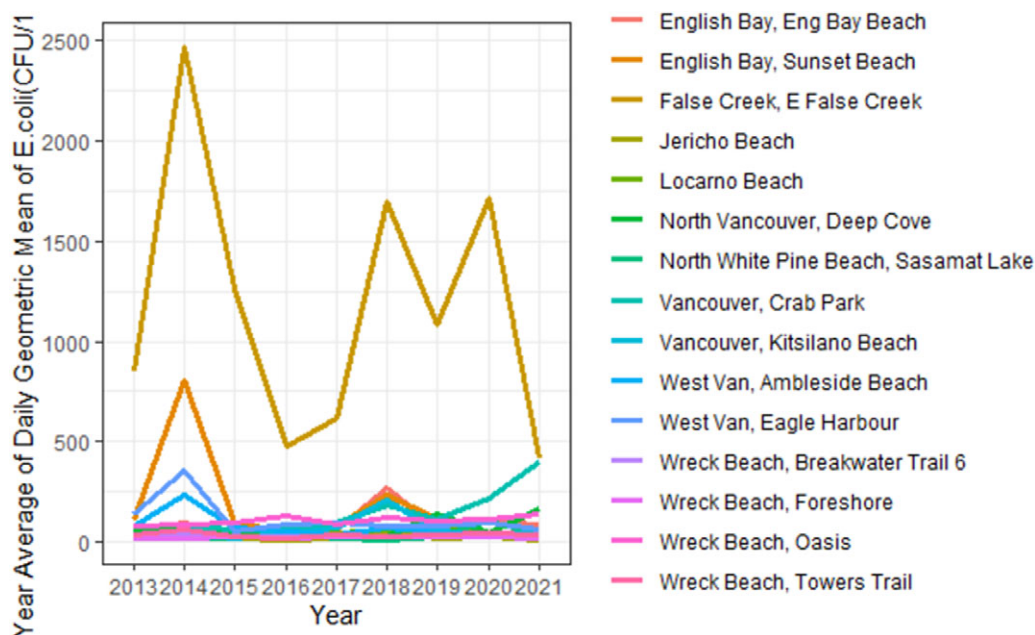 Year Average of Daily Geometric Mean of E.coli(CFU/1
2500
2000
1500
1000
500
0
2013 2014 2015 2016 2017 2018 2019 2020 2021
Year
English Bay, Eng Bay Beach
English Bay, Sunset Beach
False Creek, E False Creek
Jericho Beach
Locarno Beach
North Vancouver, Deep Cove
North White Pine Beach, Sasamat Lake
Vancouver, Crab Park
Vancouver, Kitsilano Beach
West Van, Ambleside Beach
West Van, Eagle Harbour
Wreck Beach, Breakwater Trail 6
Wreck Beach, Foreshore
Wreck Beach, Oasis
Wreck Beach, Towers Trail